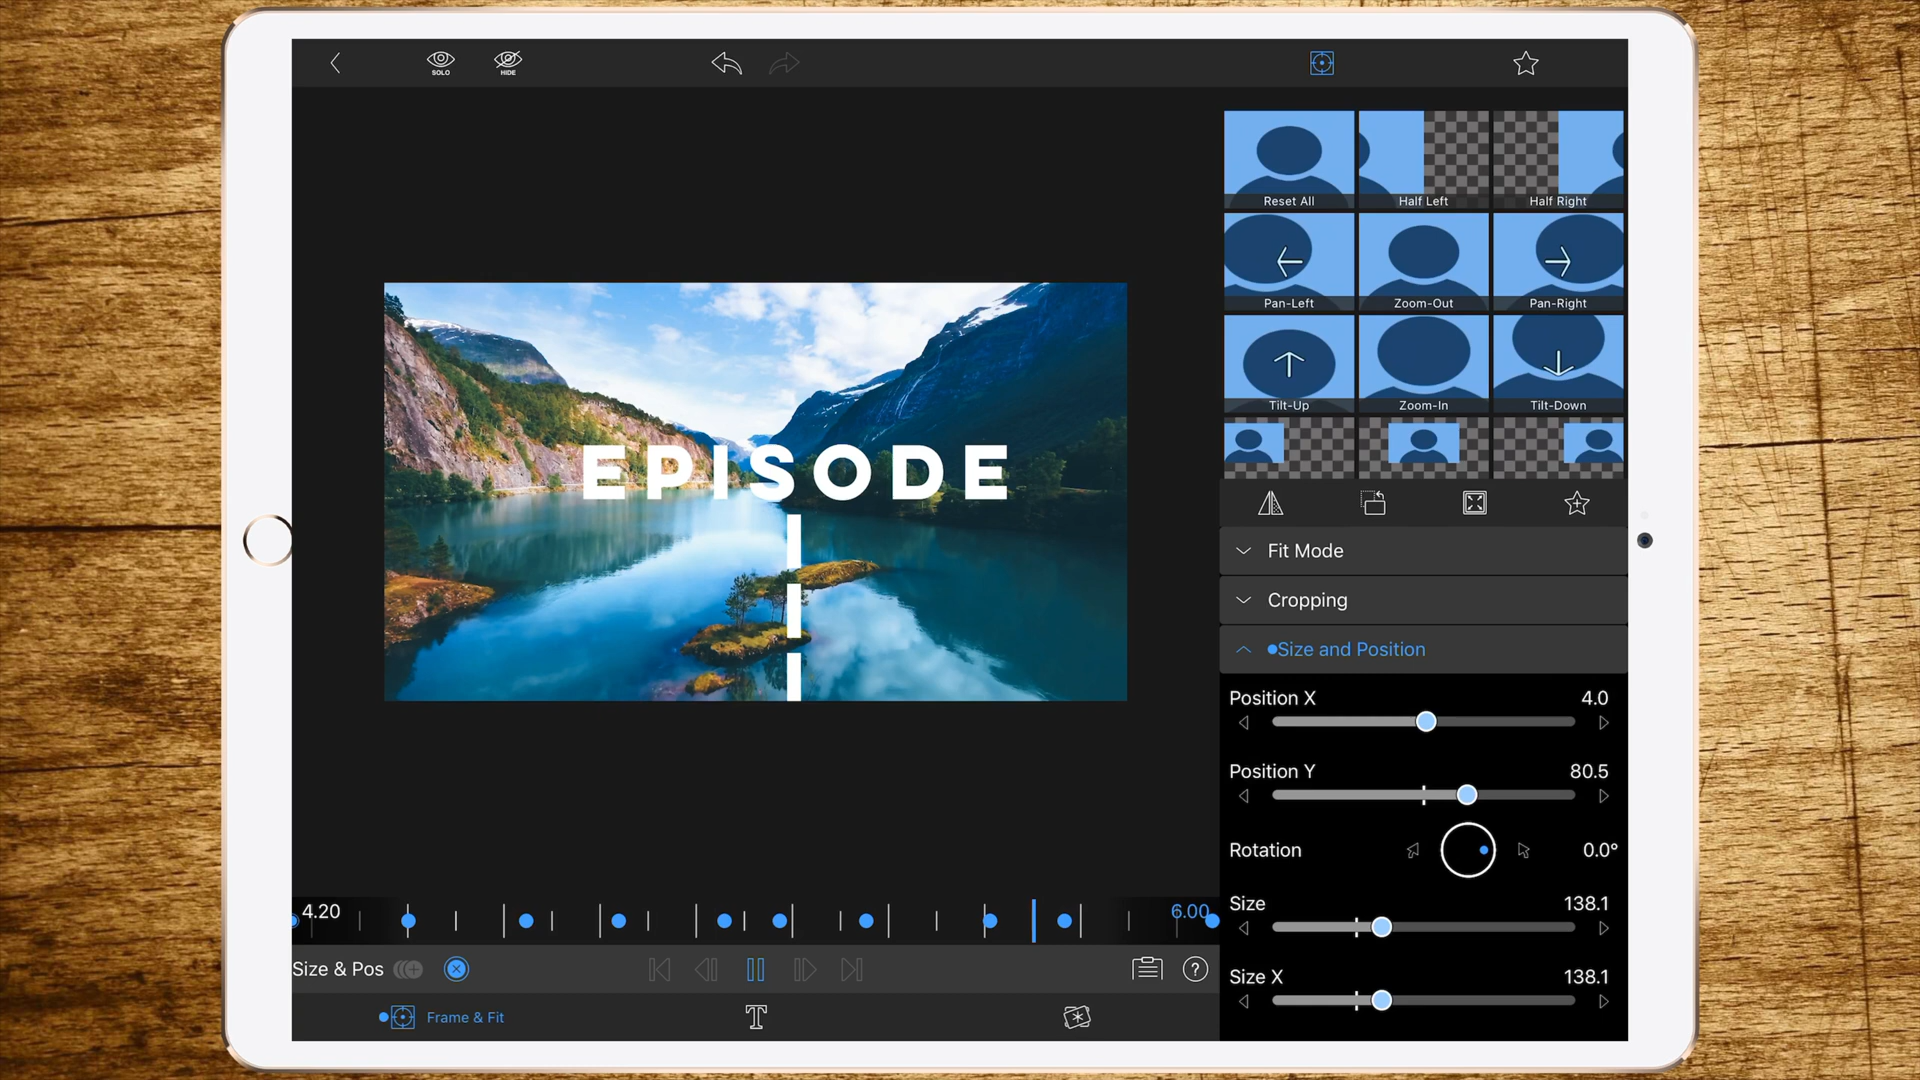 SOLO
HIDE
Reset All
Half Left
Half Right
Pan-Left
Zoom-Out
Pan-Right
Tilt-Up
Zoom-In
Tilt-Down
EPISODE
Fit Mode
Cropping
Size and Position
Position X 4.0
Position Y 80.5
Rotation 0.0°
Size 138.1
Size X 138.1
4.20
6.00
Size & Pos
?
Frame & Fit
T